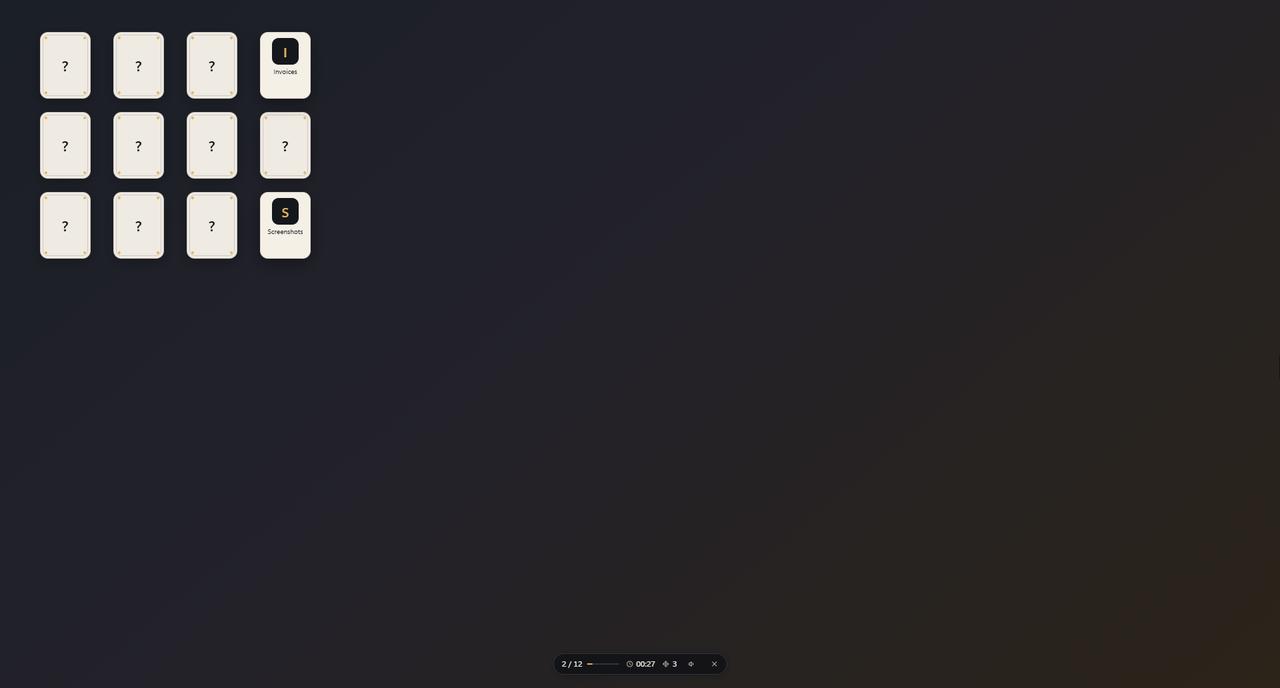 ? ? ? I
Invoices
? ? ? ?
? ? ? S
Screenshots
2 / 12 00:27 3